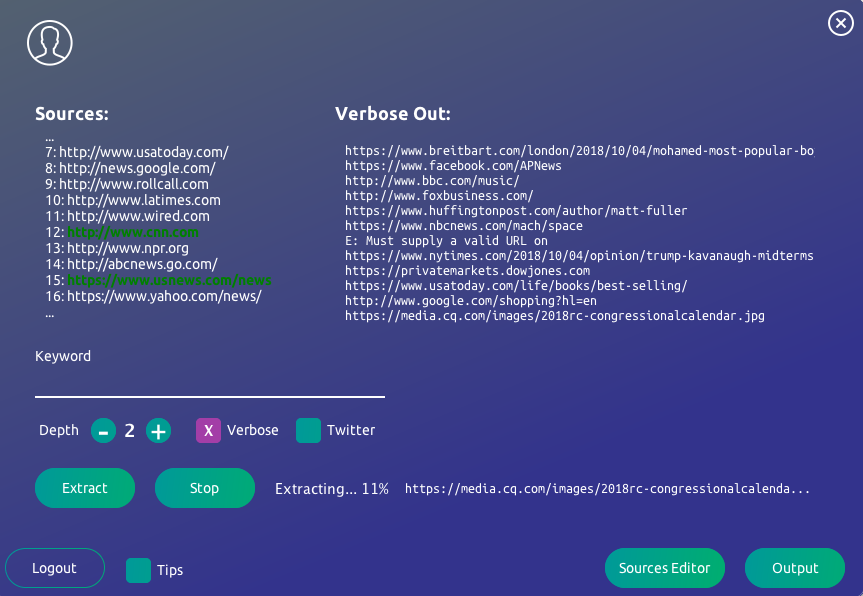 Sources:
...
7: http://www.usatoday.com/
8: http://news.google.com/
9: http://www.rollcall.com
10: http://www.latimes.com
11: http://www.wired.com
12: http://www.cnn.com
13: http://www.npr.org
14: http://abcnews.go.com/
15: https://www.usnews.com/news
16: https://www.yahoo.com/news/
...
Verbose Out:
https://www.breitbart.com/london/2018/10/04/mohamed-most-popular-bo
https://www.facebook.com/APNews
http://www.bbc.com/music/
http://www.foxbusiness.com/
https://www.huffingtonpost.com/author/matt-fuller
https://www.nbcnews.com/mach/space
E: Must supply a valid URL on
https://www.nytimes.com/2018/10/04/opinion/trump-kavanaugh-midterms
https://privatemarkets.dowjones.com
https://www.usatoday.com/life/books/best-selling/
http://www.google.com/shopping?hl=en
https://media.cq.com/images/2018rc-congressionalcalendar.jpg
Keyword
Depth - 2 + X Verbose Twitter
Extract Stop Extracting... 11% https://media.cq.com/images/2018rc-congressionalcalenda...
Logout Tips Sources Editor Output